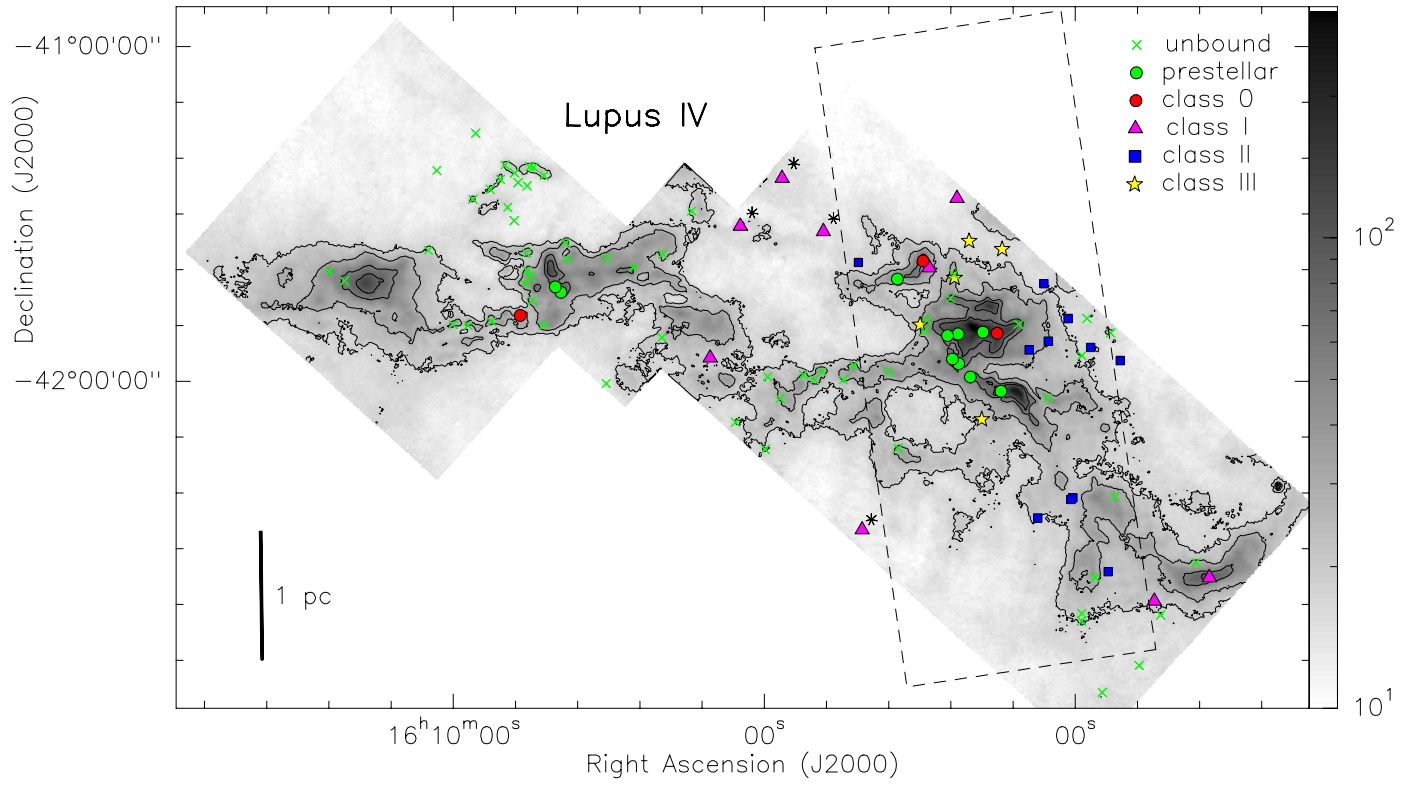 Lupus IV
unbound
prestellar
class 0
class I
class II
class III
Declination (J2000)
−41°00'00''
−42°00'00''
1 pc
10²
10¹
16ʰ10ᵐ00ˢ 00ˢ 00ˢ
Right Ascension (J2000)